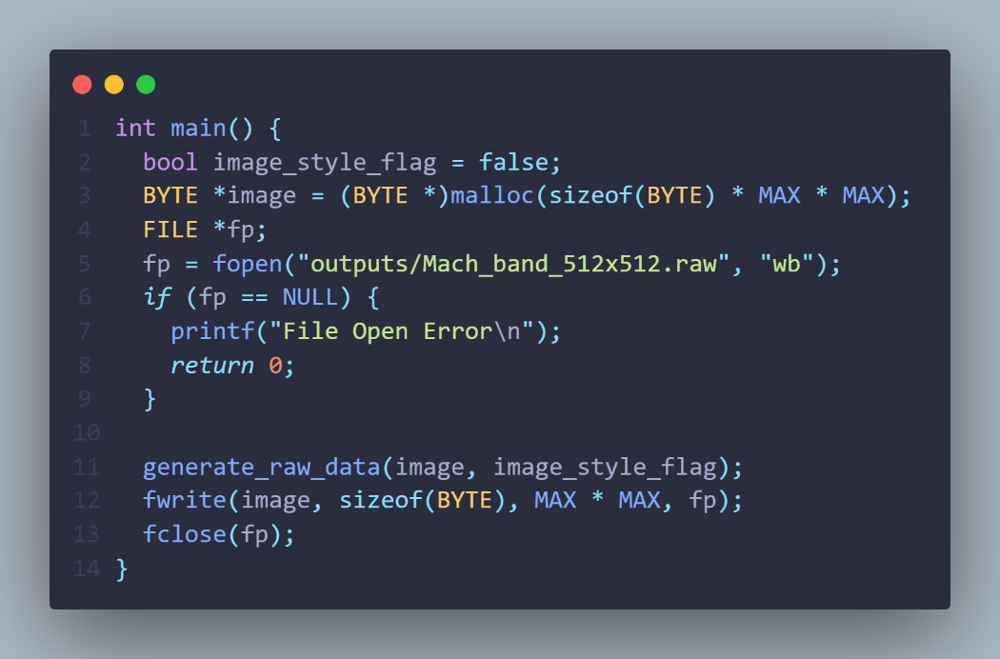 1 int main() {
2   bool image_style_flag = false;
3   BYTE *image = (BYTE *)malloc(sizeof(BYTE) * MAX * MAX);
4   FILE *fp;
5   fp = fopen("outputs/Mach_band_512x512.raw", "wb");
6   if (fp == NULL) {
7     printf("File Open Error\n");
8     return 0;
9   }
10
11   generate_raw_data(image, image_style_flag);
12   fwrite(image, sizeof(BYTE), MAX * MAX, fp);
13   fclose(fp);
14 }